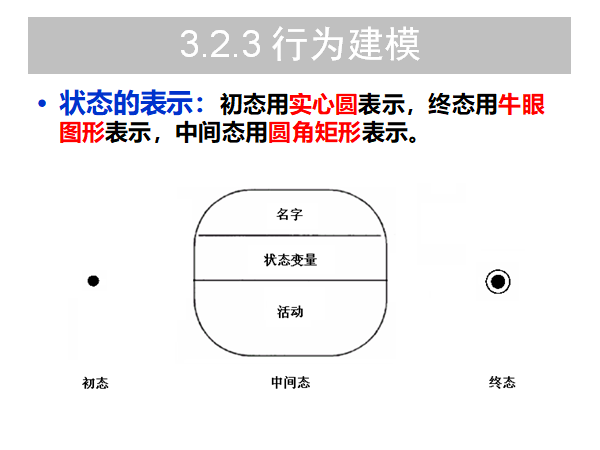 3.2.3 行为建模
• 状态的表示：初态用实心圆表示，终态用牛眼
图形表示，中间态用圆角矩形表示。
名字
状态变量
活动
初态
中间态
终态